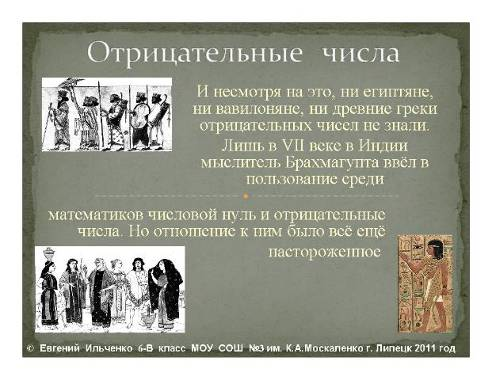 Отрицательные числа
И несмотря на это, ни египтяне,
ни вавилоняне, ни древние греки
отрицательных чисел не знали.
Лишь в VII веке в Индии
мыслитель Брахмагупта ввёл в
пользование среди
математиков числовой нуль и отрицательные
числа. Но отношение к ним было всё ещё
настороженное
© Евгений Ильченко 6-В класс МОУ СОШ №3 им. К.А.Москаленко г. Липецк 2011 год